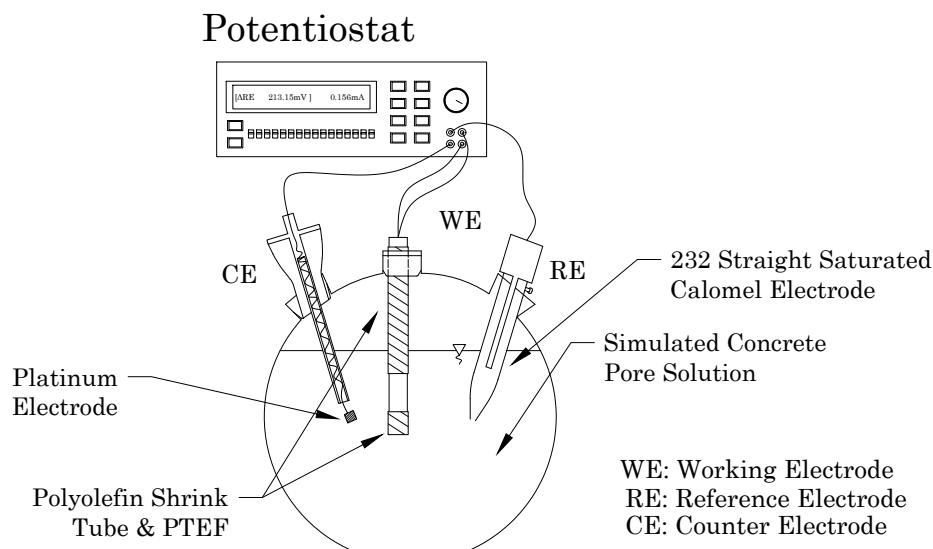 Potentiostat
[ΔRE 213.15mV ] 0.156mA
WE
CE
RE
232 Straight Saturated
Calomel Electrode
Simulated Concrete
Pore Solution
Platinum
Electrode
Polyolefin Shrink
Tube & PTEF
WE: Working Electrode
RE: Reference Electrode
CE: Counter Electrode